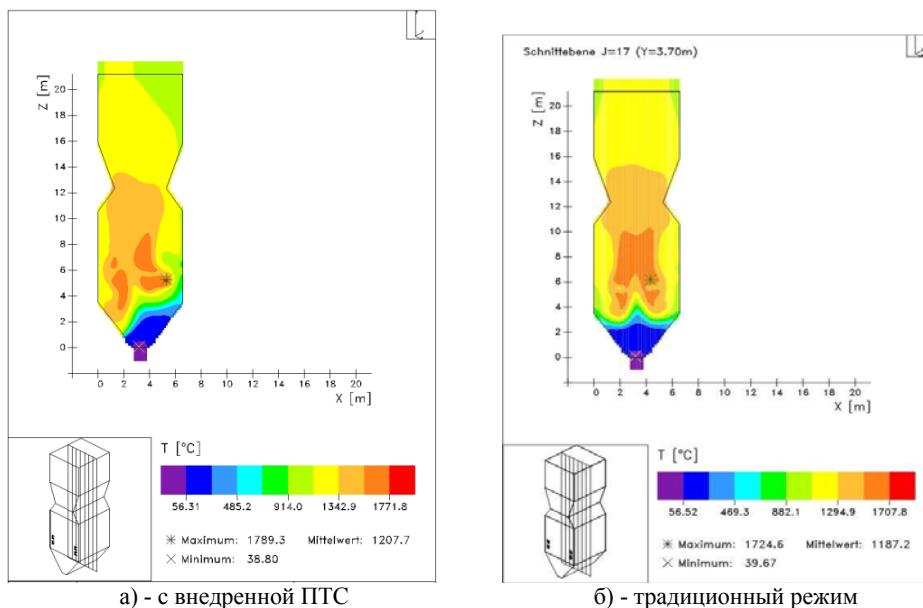 Schnittebene J=17 (Y=3.70m)
Z [m]
20
18
16
14
12
10
8
6
4
2
0
0 2 4 6 8 10 12 14 16 18 20
X [m]
T [°C]
56.31 485.2 914.0 1342.9 1771.8
Maximum: 1789.3 Mittelwert: 1207.7
Minimum: 38.80
Z [m]
20
18
16
14
12
10
8
6
4
2
0
0 2 4 6 8 10 12 14 16 18 20
X [m]
T [°C]
56.52 469.3 882.1 1294.9 1707.8
Maximum: 1724.6 Mittelwert: 1187.2
Minimum: 39.67
а) - с внедренной ПТС
б) - традиционный режим